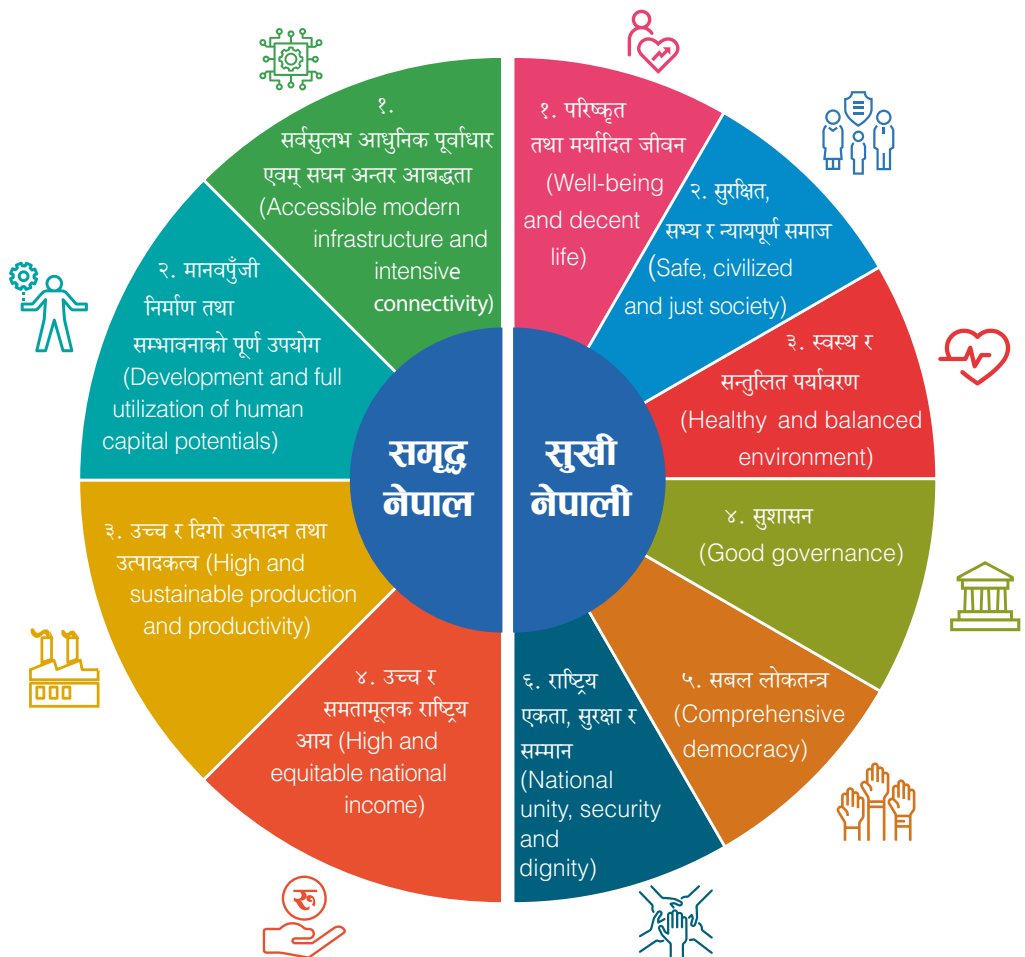 १.
सर्वसुलभ आधुनिक पूर्वाधार
एवम् सघन अन्तर आबद्धता
(Accessible modern
infrastructure and
intensive
connectivity)
२. मानवपुँजी
निर्माण तथा
सम्भावनाको पूर्ण उपयोग
(Development and full
utilization of human
capital potentials)
३. उच्च र दिगो उत्पादन तथा
उत्पादकत्व (High and
sustainable production
and productivity)
४. उच्च र
समतामूलक राष्ट्रिय
आय (High and
equitable national
income)
समृद्ध
नेपाल
सुखी
नेपाली
१. परिष्कृत
तथा मर्यादित जीवन
(Well-being
and decent
life)
२. सुरक्षित,
सभ्य र न्यायपूर्ण समाज
(Safe, civilized
and just society)
३. स्वस्थ र
सन्तुलित पर्यावरण
(Healthy and balanced
environment)
४. सुशासन
(Good governance)
५. सबल लोकतन्त्र
(Comprehensive
democracy)
६. राष्ट्रिय
एकता, सुरक्षा र
सम्मान
(National
unity, security
and
dignity)
रू